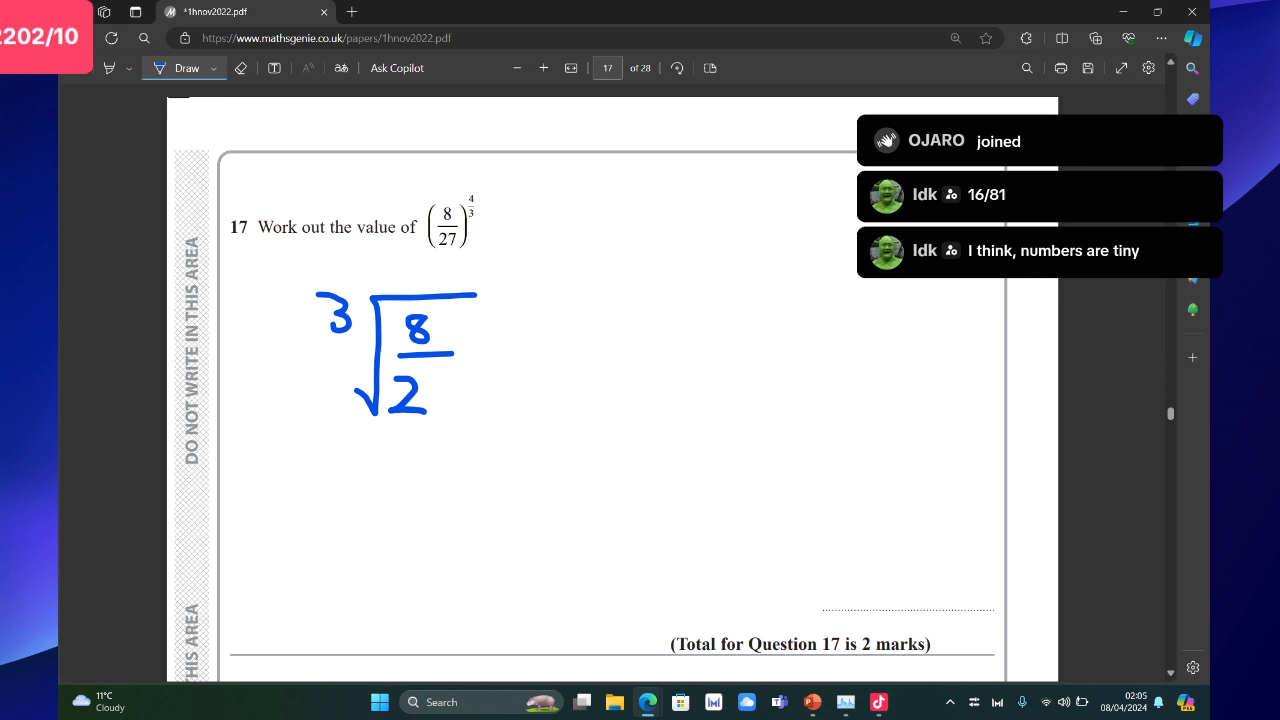 2202/10
*1hnov2022.pdf
https://www.mathsgenie.co.uk/papers/1hnov2022.pdf
Draw
Ask Copilot
17 of 28
OJARO joined
Idk 16/81
Idk I think, numbers are tiny
17 Work out the value of (8/27)^4/3
3√8/2
DO NOT WRITE IN THIS AREA
THIS AREA
(Total for Question 17 is 2 marks)
11°C
Cloudy
Search
02:05
08/04/2024